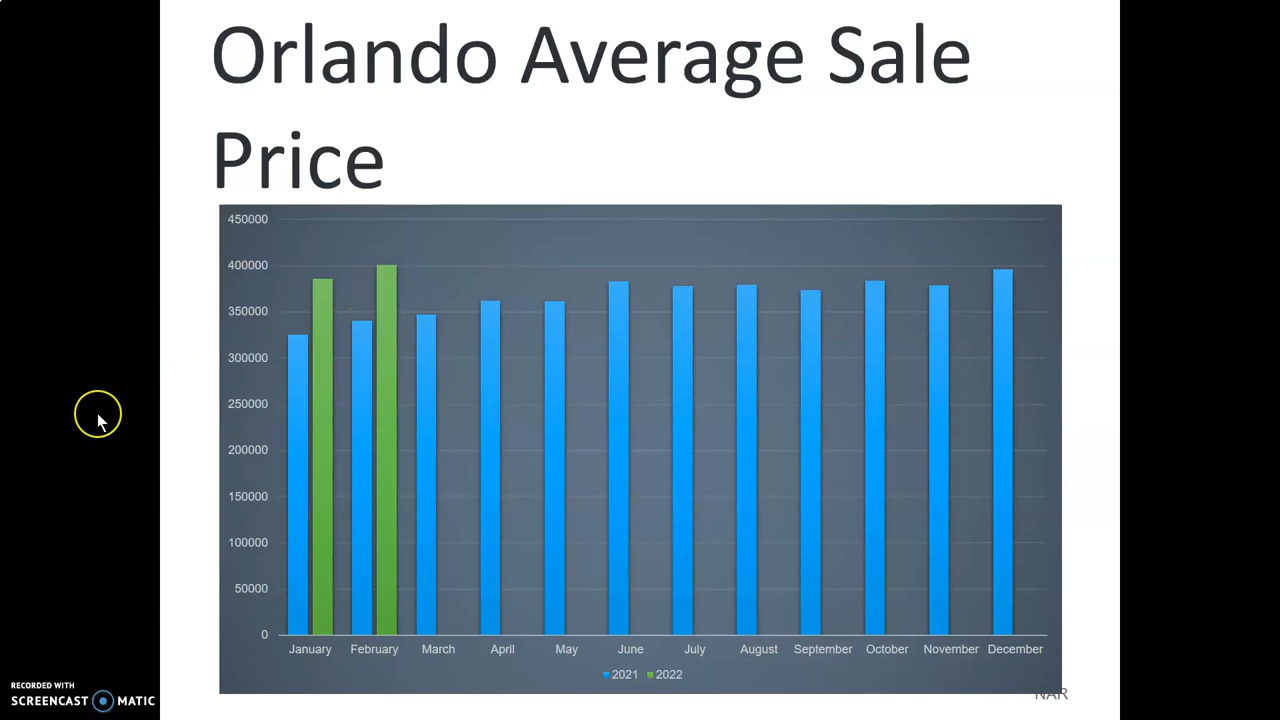 Orlando Average Sale
Price
450000
400000
350000
300000
250000
200000
150000
100000
50000
0
January February March April May June July August September October November December
2021 2022
NAR
RECORDED WITH
SCREENCAST MATIC